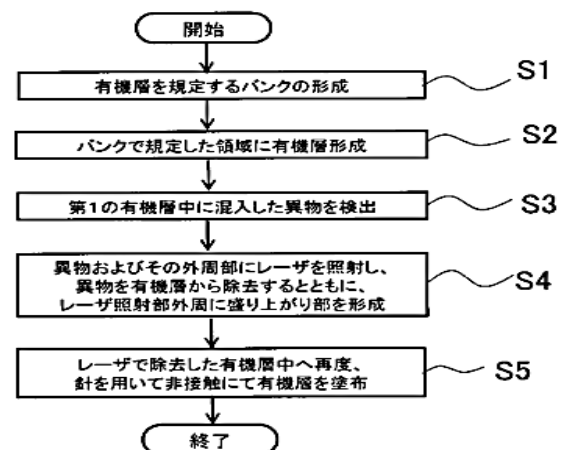 開始
有機層を規定するバンクの形成
S1
バンクで規定した領域に有機層形成
S2
第1の有機層中に混入した異物を検出
S3
異物およびその外周部にレーザを照射し、
異物を有機層から除去するとともに、
レーザ照射部外周に盛り上がり部を形成
S4
レーザで除去した有機層中へ再度、
針を用いて非接触にて有機層を塗布
S5
終了